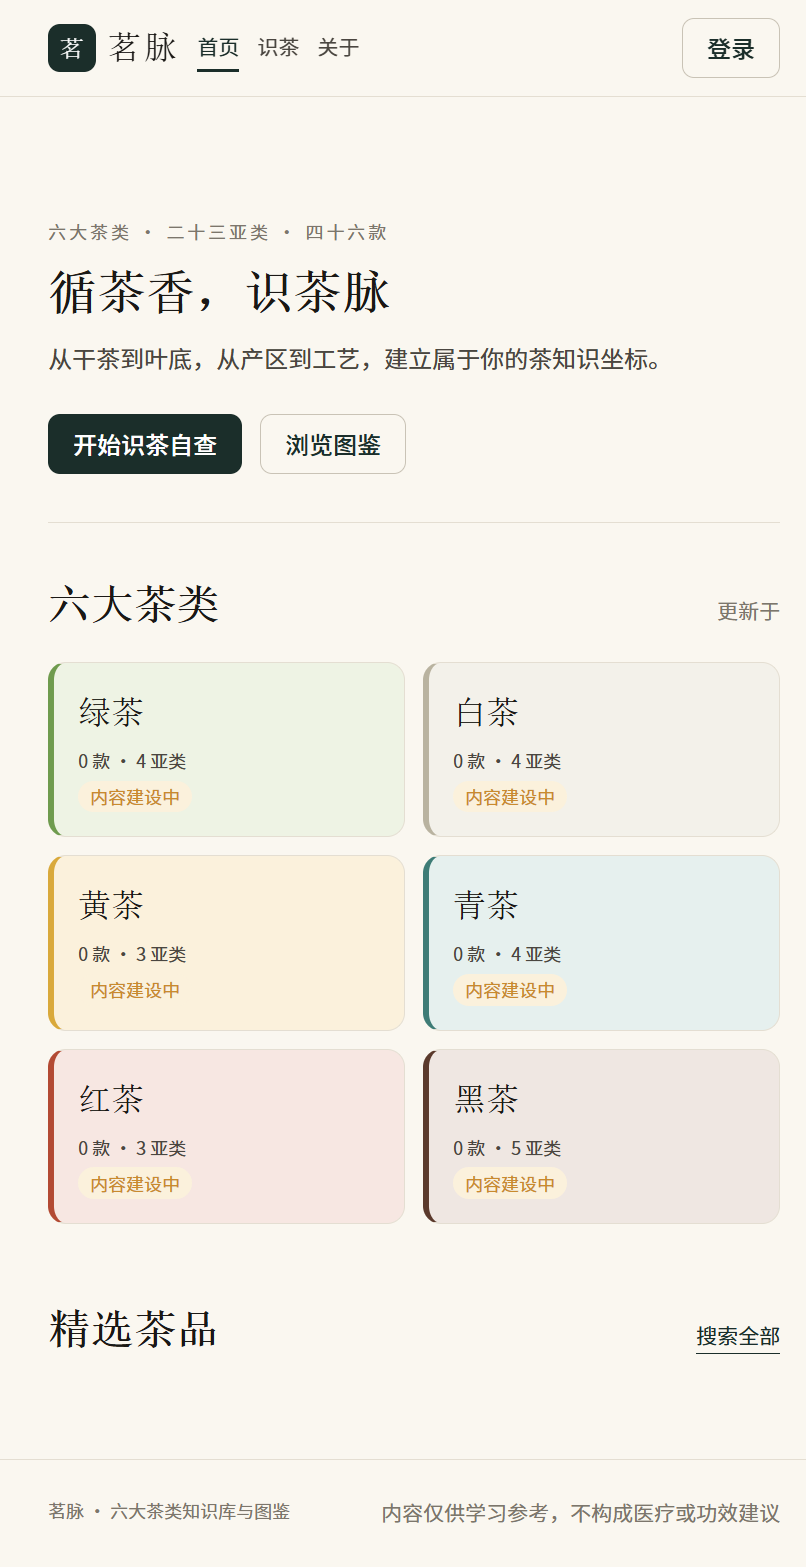 茗 茗脉 首页 识茶 关于 登录
六大茶类 · 二十三亚类 · 四十六款
循茶香，识茶脉
从干茶到叶底，从产区到工艺，建立属于你的茶知识坐标。
开始识茶自查 浏览图鉴
六大茶类 更新于
绿茶
0 款 · 4 亚类
内容建设中
白茶
0 款 · 4 亚类
内容建设中
黄茶
0 款 · 3 亚类
内容建设中
青茶
0 款 · 4 亚类
内容建设中
红茶
0 款 · 3 亚类
内容建设中
黑茶
0 款 · 5 亚类
内容建设中
精选茶品 搜索全部
茗脉 · 六大茶类知识库与图鉴 内容仅供学习参考，不构成医疗或功效建议